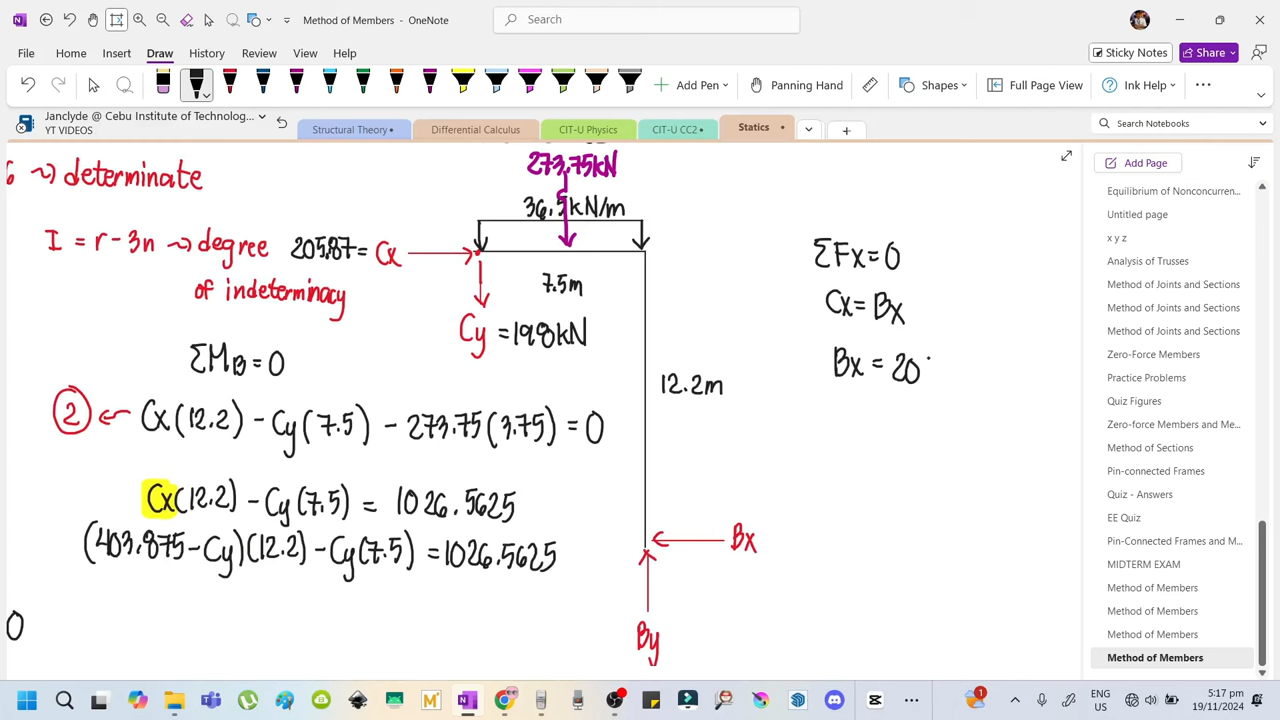 Method of Members - OneNote
Search
File Home Insert Draw History Review View Help
Sticky Notes
Share
Add Pen
Panning Hand
Shapes
Full Page View
Ink Help
Janclyde @ Cebu Institute of Technolog...
YT VIDEOS
Structural Theory
Differential Calculus
CIT-U Physics
CIT-U CC2
Statics
Search Notebooks
Add Page
Equilibrium of Nonconcurren...
Untitled page
x y z
Analysis of Trusses
Method of Joints and Sections
Method of Joints and Sections
Method of Joints and Sections
Zero-Force Members
Practice Problems
Quiz Figures
Zero-force Members and Me...
Method of Sections
Pin-connected Frames
Quiz - Answers
EE Quiz
Pin-Connected Frames and M...
MIDTERM EXAM
Method of Members
Method of Members
Method of Members
Method of Members
6 ~> determinate
I = r - 3n ~> degree
of indeterminacy
273.75kN
36.5kN/m
205.87 = Cx
7.5m
Cy = 198kN
12.2m
ΣMB = 0
2 ← Cx(12.2) - Cy(7.5) - 273.75(3.75) = 0
Cx(12.2) - Cy(7.5) = 1026.5625
(403.875 - Cy)(12.2) - Cy(7.5) = 1026.5625
0
Bx
By
ΣFx = 0
Cx = Bx
Bx = 20
ENG
US
5:17 pm
19/11/2024